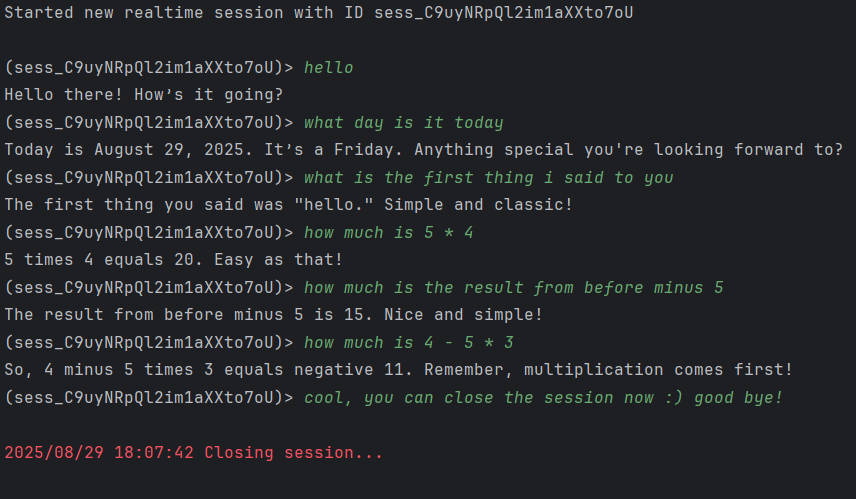 Started new realtime session with ID sess_C9uyNRpQl2im1aXXto7oU
(sess_C9uyNRpQl2im1aXXto7oU)> hello
Hello there! How’s it going?
(sess_C9uyNRpQl2im1aXXto7oU)> what day is it today
Today is August 29, 2025. It’s a Friday. Anything special you're looking forward to?
(sess_C9uyNRpQl2im1aXXto7oU)> what is the first thing i said to you
The first thing you said was "hello." Simple and classic!
(sess_C9uyNRpQl2im1aXXto7oU)> how much is 5 * 4
5 times 4 equals 20. Easy as that!
(sess_C9uyNRpQl2im1aXXto7oU)> how much is the result from before minus 5
The result from before minus 5 is 15. Nice and simple!
(sess_C9uyNRpQl2im1aXXto7oU)> how much is 4 - 5 * 3
So, 4 minus 5 times 3 equals negative 11. Remember, multiplication comes first!
(sess_C9uyNRpQl2im1aXXto7oU)> cool, you can close the session now :) good bye!
2025/08/29 18:07:42 Closing session...